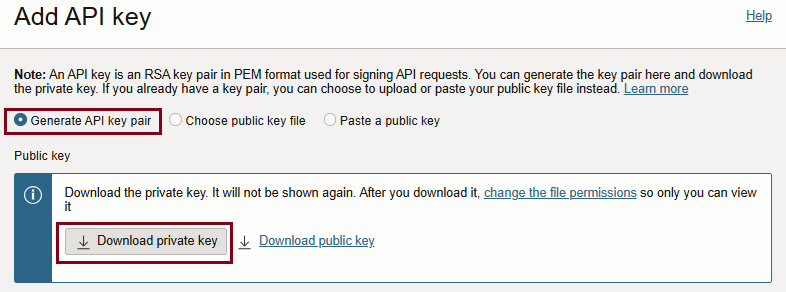 Add API key
Help
Note: An API key is an RSA key pair in PEM format used for signing API requests. You can generate the key pair here and download
the private key. If you already have a key pair, you can choose to upload or paste your public key file instead. Learn more
Generate API key pair Choose public key file Paste a public key
Public key
Download the private key. It will not be shown again. After you download it, change the file permissions so only you can view
it
Download private key Download public key